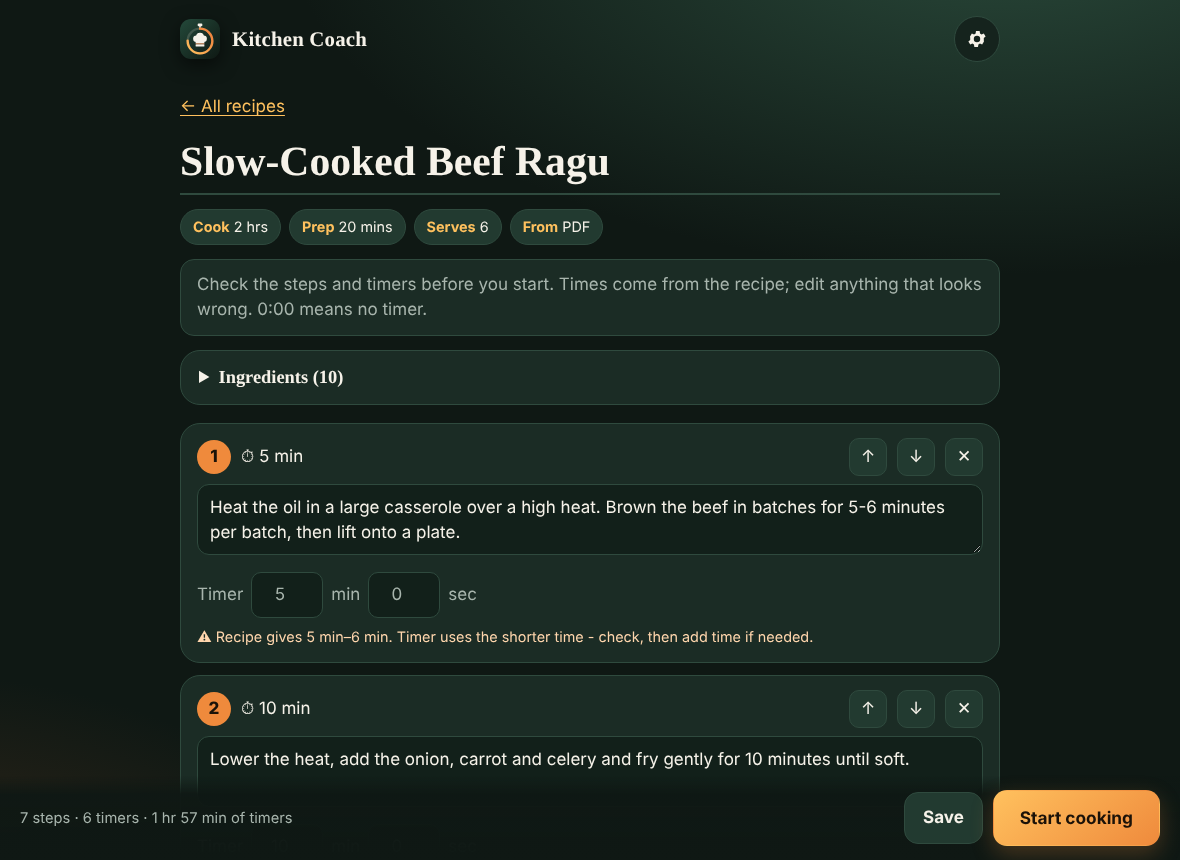 Kitchen Coach
← All recipes
Slow-Cooked Beef Ragu
Cook 2 hrs Prep 20 mins Serves 6 From PDF
Check the steps and timers before you start. Times come from the recipe; edit anything that looks
wrong. 0:00 means no timer.
▶ Ingredients (10)
1 ⏱ 5 min ↑ ↓ ✕
Heat the oil in a large casserole over a high heat. Brown the beef in batches for 5-6 minutes
per batch, then lift onto a plate.
Timer 5 min 0 sec
⚠ Recipe gives 5 min–6 min. Timer uses the shorter time - check, then add time if needed.
2 ⏱ 10 min ↑ ↓ ✕
Lower the heat, add the onion, carrot and celery and fry gently for 10 minutes until soft.
7 steps · 6 timers · 1 hr 57 min of timers Save Start cooking